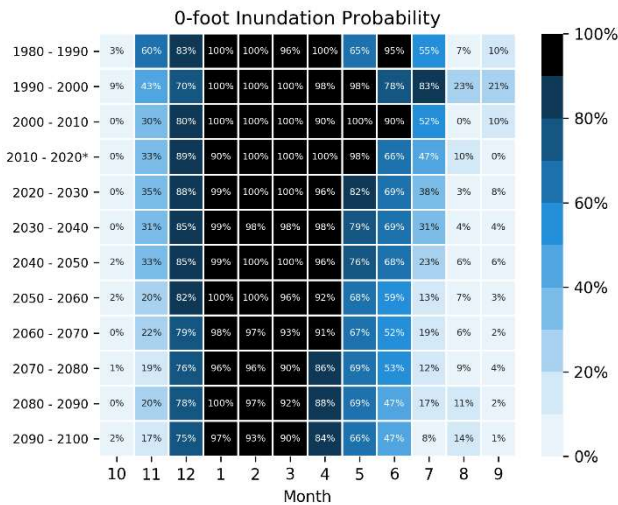 0-foot Inundation Probability
1980 - 1990 3% 60% 83% 100% 100% 96% 100% 65% 95% 55% 7% 10%
1990 - 2000 9% 43% 70% 100% 100% 100% 98% 98% 78% 83% 23% 21%
2000 - 2010 0% 30% 80% 100% 100% 100% 90% 100% 90% 52% 0% 10%
2010 - 2020* 0% 33% 89% 90% 100% 100% 100% 98% 66% 47% 10% 0%
2020 - 2030 0% 35% 88% 99% 100% 100% 96% 82% 69% 38% 3% 8%
2030 - 2040 0% 31% 85% 99% 98% 98% 98% 79% 69% 31% 4% 4%
2040 - 2050 2% 33% 85% 99% 100% 100% 96% 76% 68% 23% 6% 6%
2050 - 2060 2% 20% 82% 100% 100% 96% 92% 68% 59% 13% 7% 3%
2060 - 2070 0% 22% 79% 98% 97% 93% 91% 67% 52% 19% 6% 2%
2070 - 2080 1% 19% 76% 96% 96% 90% 86% 69% 53% 12% 9% 4%
2080 - 2090 0% 20% 78% 100% 97% 92% 88% 69% 47% 17% 11% 2%
2090 - 2100 2% 17% 75% 97% 93% 90% 84% 66% 47% 8% 14% 1%
10 11 12 1 2 3 4 5 6 7 8 9
Month
100%
80%
60%
40%
20%
0%